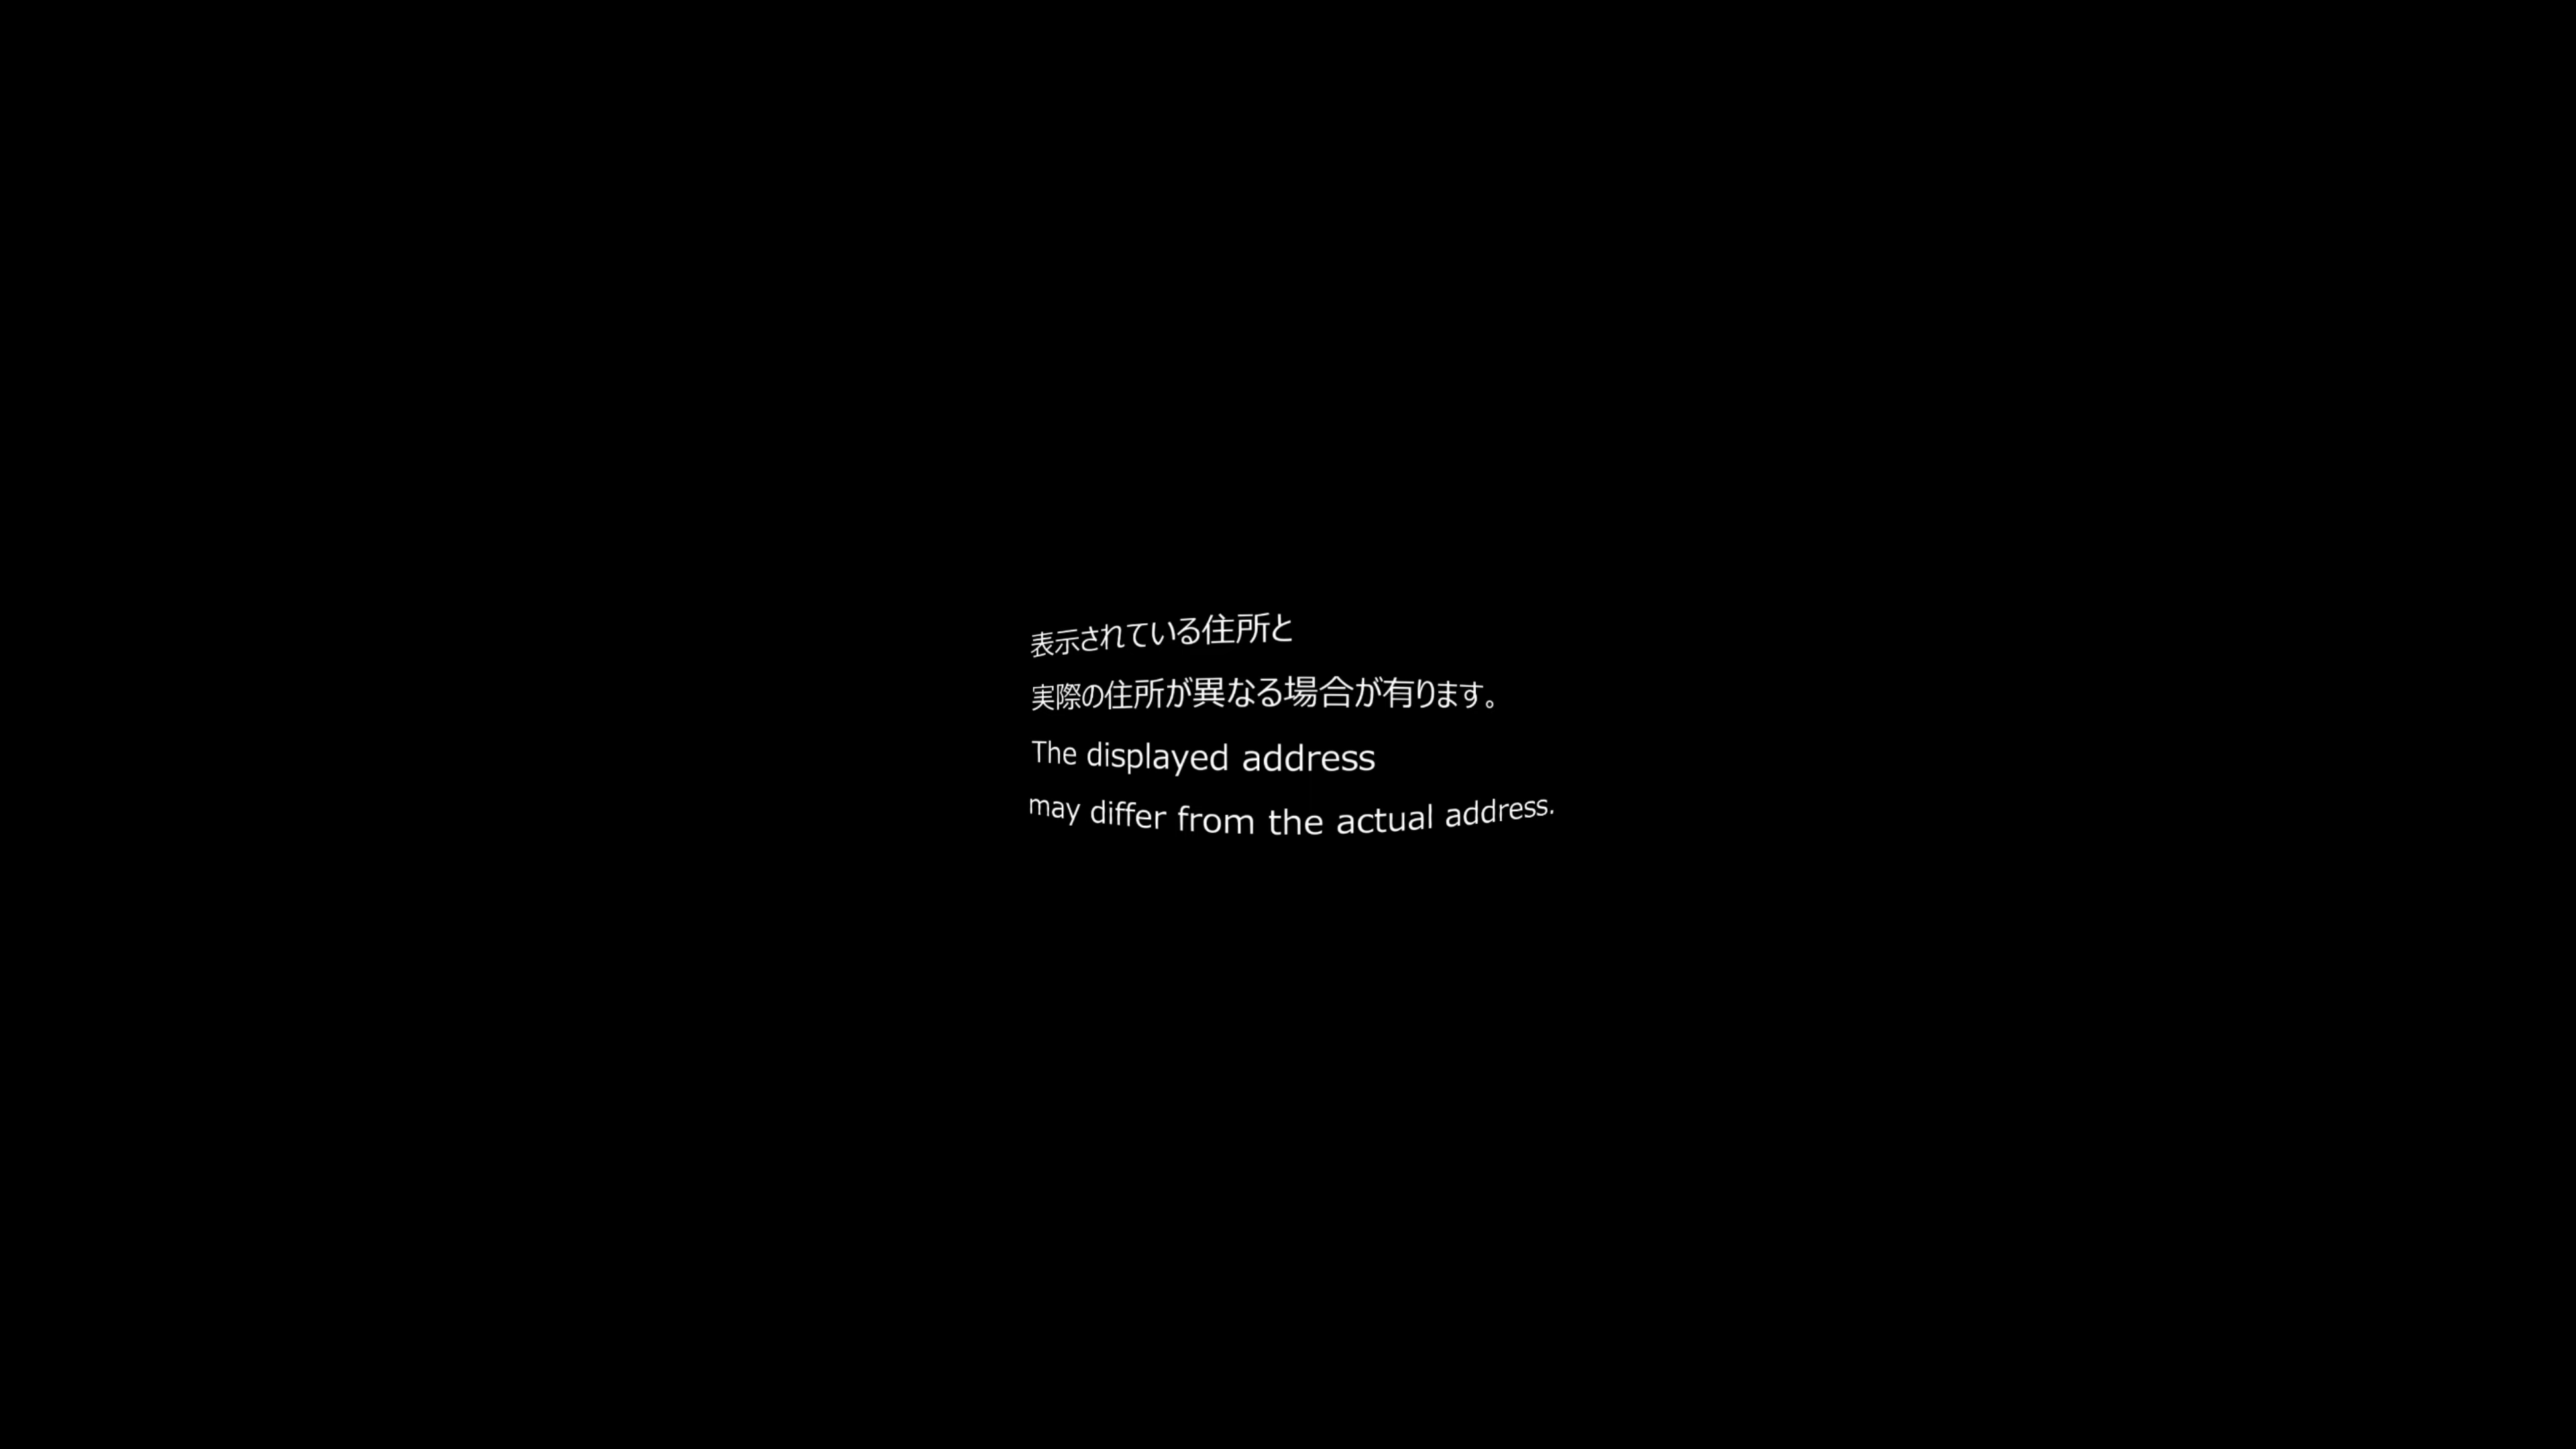 表示されている住所と
実際の住所が異なる場合が有ります。
The displayed address
may differ from the actual address.